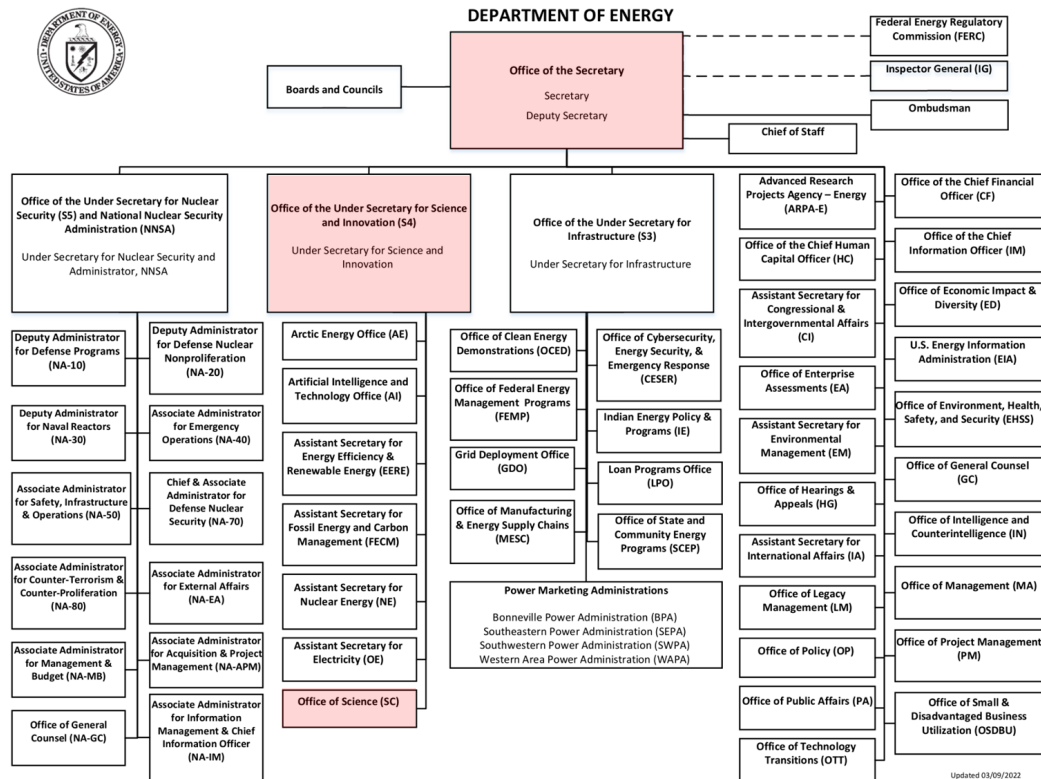 DEPARTMENT OF ENERGY
DEPARTMENT OF ENERGY
UNITED STATES OF AMERICA
Office of the Secretary
Secretary
Deputy Secretary
Boards and Councils
Federal Energy Regulatory
Commission (FERC)
Inspector General (IG)
Ombudsman
Chief of Staff
Office of the Under Secretary for Nuclear
Security (S5) and National Nuclear Security
Administration (NNSA)
Under Secretary for Nuclear Security and
Administrator, NNSA
Deputy Administrator
for Defense Programs
(NA-10)
Deputy Administrator
for Defense Nuclear
Nonproliferation
(NA-20)
Deputy Administrator
for Naval Reactors
(NA-30)
Associate Administrator
for Emergency
Operations (NA-40)
Associate Administrator
for Safety, Infrastructure
& Operations (NA-50)
Chief & Associate
Administrator for
Defense Nuclear
Security (NA-70)
Associate Administrator
for Counter-Terrorism &
Counter-Proliferation
(NA-80)
Associate Administrator
for External Affairs
(NA-EA)
Associate Administrator
for Management &
Budget (NA-MB)
Associate Administrator
for Acquisition & Project
Management (NA-APM)
Office of General
Counsel (NA-GC)
Associate Administrator
for Information
Management & Chief
Information Officer
(NA-IM)
Office of the Under Secretary for Science
and Innovation (S4)
Under Secretary for Science and
Innovation
Arctic Energy Office (AE)
Artificial Intelligence and
Technology Office (AI)
Assistant Secretary for
Energy Efficiency &
Renewable Energy (EERE)
Assistant Secretary for
Fossil Energy and Carbon
Management (FECM)
Assistant Secretary for
Nuclear Energy (NE)
Assistant Secretary for
Electricity (OE)
Office of Science (SC)
Office of the Under Secretary for
Infrastructure (S3)
Under Secretary for Infrastructure
Office of Clean Energy
Demonstrations (OCED)
Office of Cybersecurity,
Energy Security, &
Emergency Response
(CESER)
Office of Federal Energy
Management Programs
(FEMP)
Indian Energy Policy &
Programs (IE)
Grid Deployment Office
(GDO)
Loan Programs Office
(LPO)
Office of Manufacturing
& Energy Supply Chains
(MESC)
Office of State and
Community Energy
Programs (SCEP)
Power Marketing Administrations
Bonneville Power Administration (BPA)
Southeastern Power Administration (SEPA)
Southwestern Power Administration (SWPA)
Western Area Power Administration (WAPA)
Advanced Research
Projects Agency – Energy
(ARPA-E)
Office of the Chief Financial
Officer (CF)
Office of the Chief Human
Capital Officer (HC)
Office of the Chief
Information Officer (IM)
Assistant Secretary for
Congressional &
Intergovernmental Affairs
(CI)
Office of Economic Impact &
Diversity (ED)
U.S. Energy Information
Administration (EIA)
Office of Enterprise
Assessments (EA)
Office of Environment, Health,
Safety, and Security (EHSS)
Assistant Secretary for
Environmental
Management (EM)
Office of General Counsel
(GC)
Office of Hearings &
Appeals (HG)
Office of Intelligence and
Counterintelligence (IN)
Assistant Secretary for
International Affairs (IA)
Office of Management (MA)
Office of Legacy
Management (LM)
Office of Project Management
(PM)
Office of Policy (OP)
Office of Public Affairs (PA)
Office of Small &
Disadvantaged Business
Utilization (OSDBU)
Office of Technology
Transitions (OTT)
Updated 03/09/2022